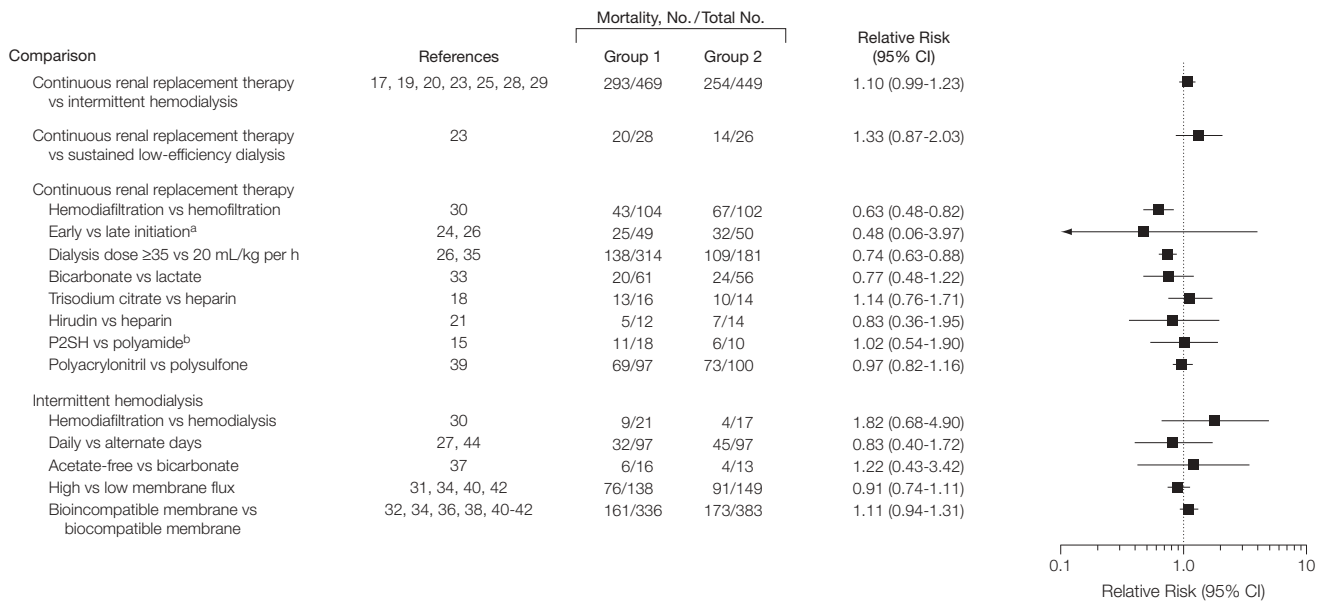 Mortality, No./Total No.
Comparison References Group 1 Group 2 Relative Risk (95% CI)
Continuous renal replacement therapy 17, 19, 20, 23, 25, 28, 29 293/469 254/449 1.10 (0.99-1.23)
vs intermittent hemodialysis
Continuous renal replacement therapy 23 20/28 14/26 1.33 (0.87-2.03)
vs sustained low-efficiency dialysis
Continuous renal replacement therapy
Hemodiafiltration vs hemofiltration 30 43/104 67/102 0.63 (0.48-0.82)
Early vs late initiationᵃ 24, 26 25/49 32/50 0.48 (0.06-3.97)
Dialysis dose ≥35 vs 20 mL/kg per h 26, 35 138/314 109/181 0.74 (0.63-0.88)
Bicarbonate vs lactate 33 20/61 24/56 0.77 (0.48-1.22)
Trisodium citrate vs heparin 18 13/16 10/14 1.14 (0.76-1.71)
Hirudin vs heparin 21 5/12 7/14 0.83 (0.36-1.95)
P2SH vs polyamideᵇ 15 11/18 6/10 1.02 (0.54-1.90)
Polyacrylonitril vs polysulfone 39 69/97 73/100 0.97 (0.82-1.16)
Intermittent hemodialysis
Hemodiafiltration vs hemodialysis 30 9/21 4/17 1.82 (0.68-4.90)
Daily vs alternate days 27, 44 32/97 45/97 0.83 (0.40-1.72)
Acetate-free vs bicarbonate 37 6/16 4/13 1.22 (0.43-3.42)
High vs low membrane flux 31, 34, 40, 42 76/138 91/149 0.91 (0.74-1.11)
Bioincompatible membrane vs 32, 34, 36, 38, 40-42 161/336 173/383 1.11 (0.94-1.31)
biocompatible membrane
0.1 1.0 10
Relative Risk (95% CI)